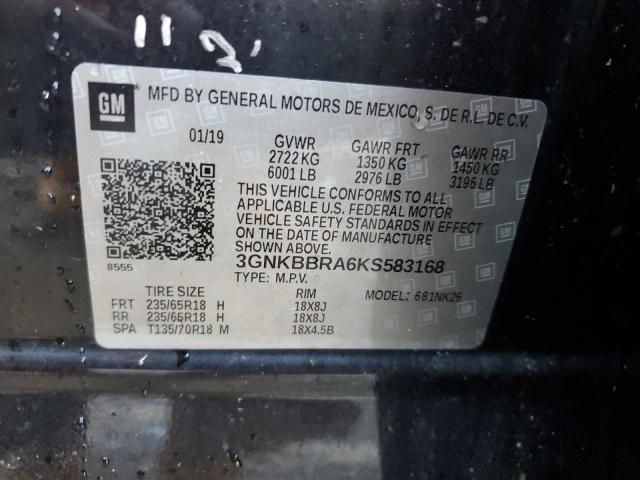 11 2.
GM MFD BY GENERAL MOTORS DE MEXICO, S. DE R.L. DE C.V.
01/19 GVWR GAWR FRT GAWR RR
2722 KG 1350 KG 1450 KG
6001 LB 2976 LB 3196 LB
THIS VEHICLE CONFORMS TO ALL
APPLICABLE U.S. FEDERAL MOTOR
VEHICLE SAFETY STANDARDS IN EFFECT
ON THE DATE OF MANUFACTURE
SHOWN ABOVE.
8555 3GNKBBRA6KS583168
TYPE: M.P.V.
TIRE SIZE RIM MODEL: 681NK26
FRT 235/65R18 H 18X8J
RR 235/65R18 H 18X8J
SPA T135/70R18 M 18X4.5B